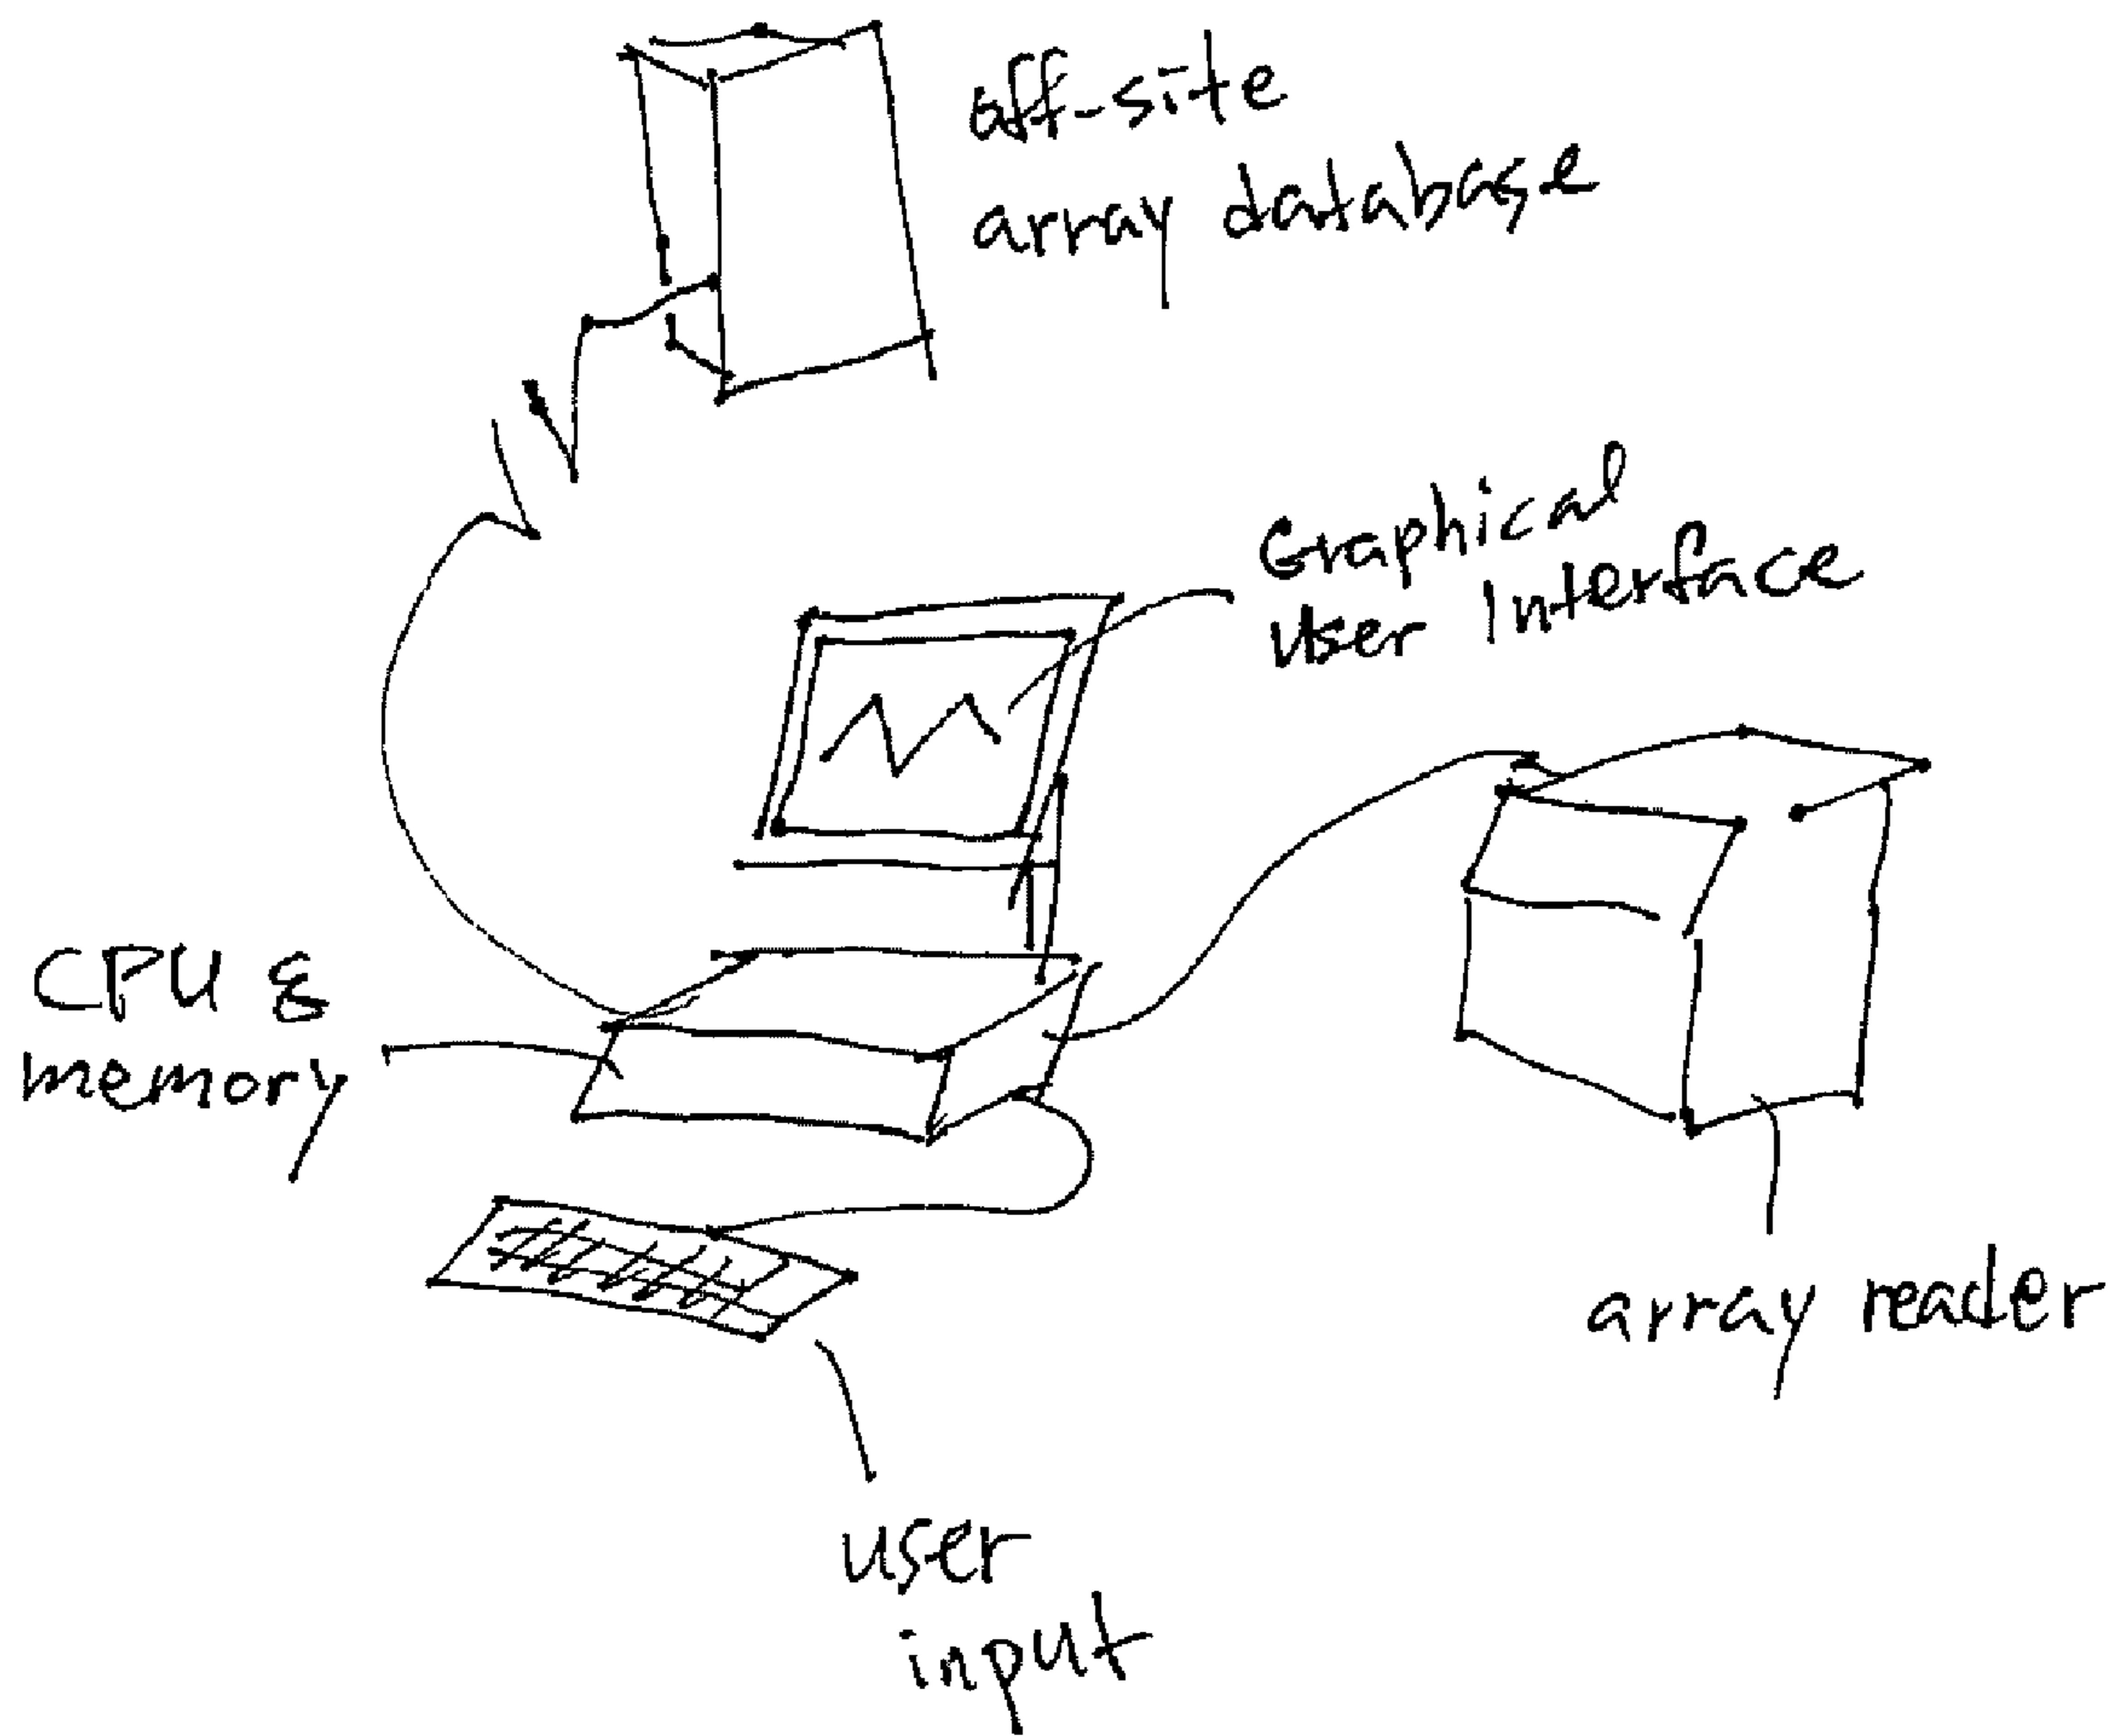 off-site
array database
Graphical
User Interface
CPU &
memory
array reader
user
input